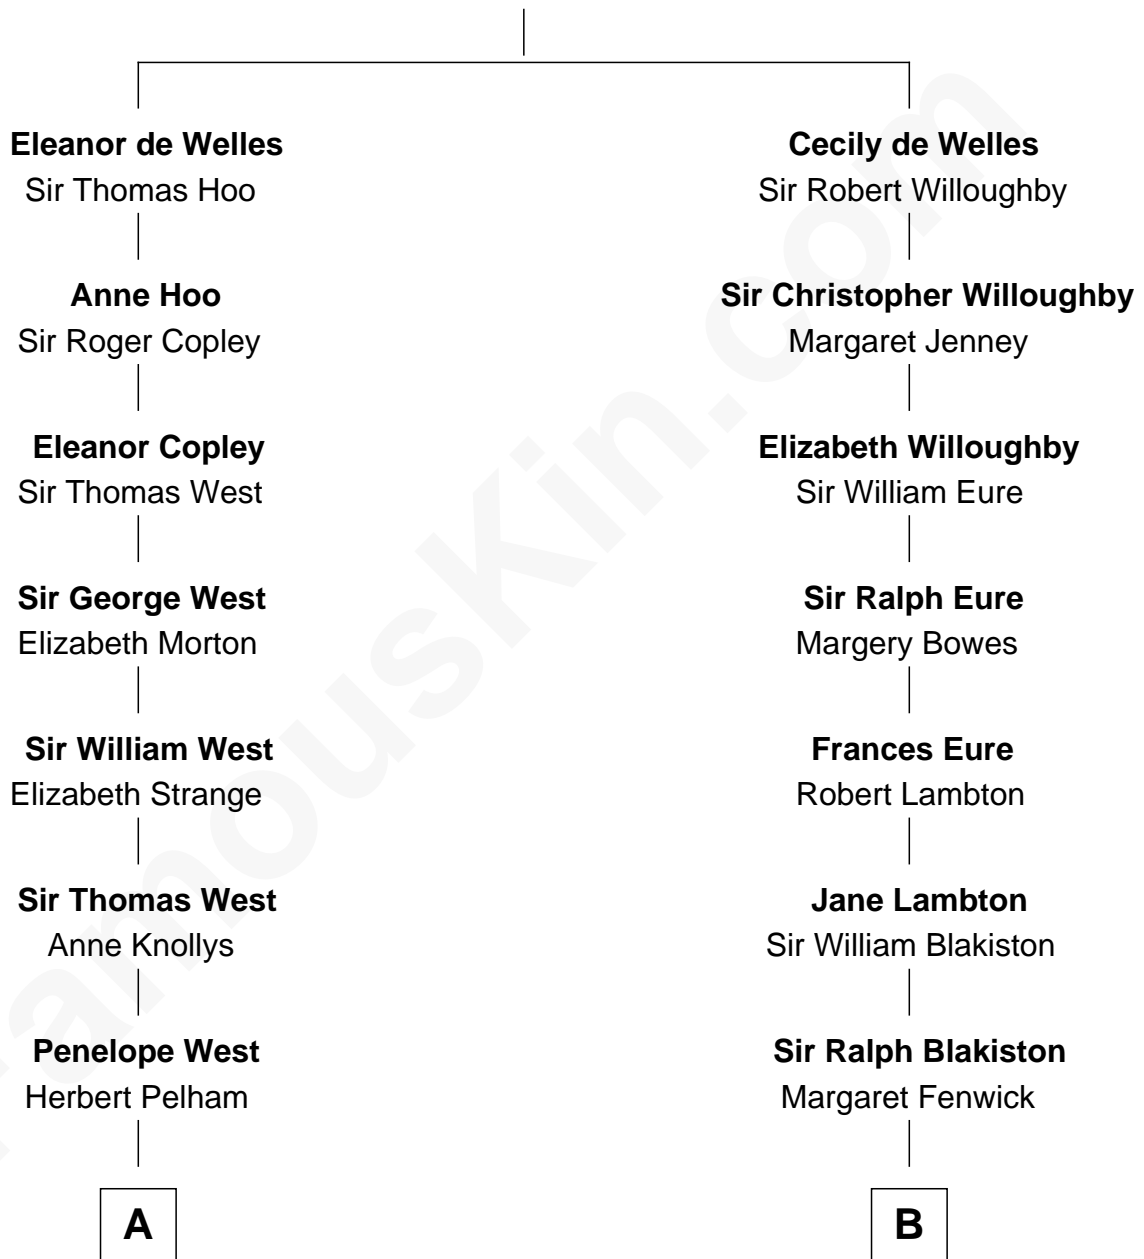 Eleanor de Welles
Sir Thomas Hoo
Anne Hoo
Sir Roger Copley
Eleanor Copley
Sir Thomas West
Sir George West
Elizabeth Morton
Sir William West
Elizabeth Strange
Sir Thomas West
Anne Knollys
Penelope West
Herbert Pelham
A
Cecily de Welles
Sir Robert Willoughby
Sir Christopher Willoughby
Margaret Jenney
Elizabeth Willoughby
Sir William Eure
Sir Ralph Eure
Margery Bowes
Frances Eure
Robert Lambton
Jane Lambton
Sir William Blakiston
Sir Ralph Blakiston
Margaret Fenwick
B
FamousKin.com